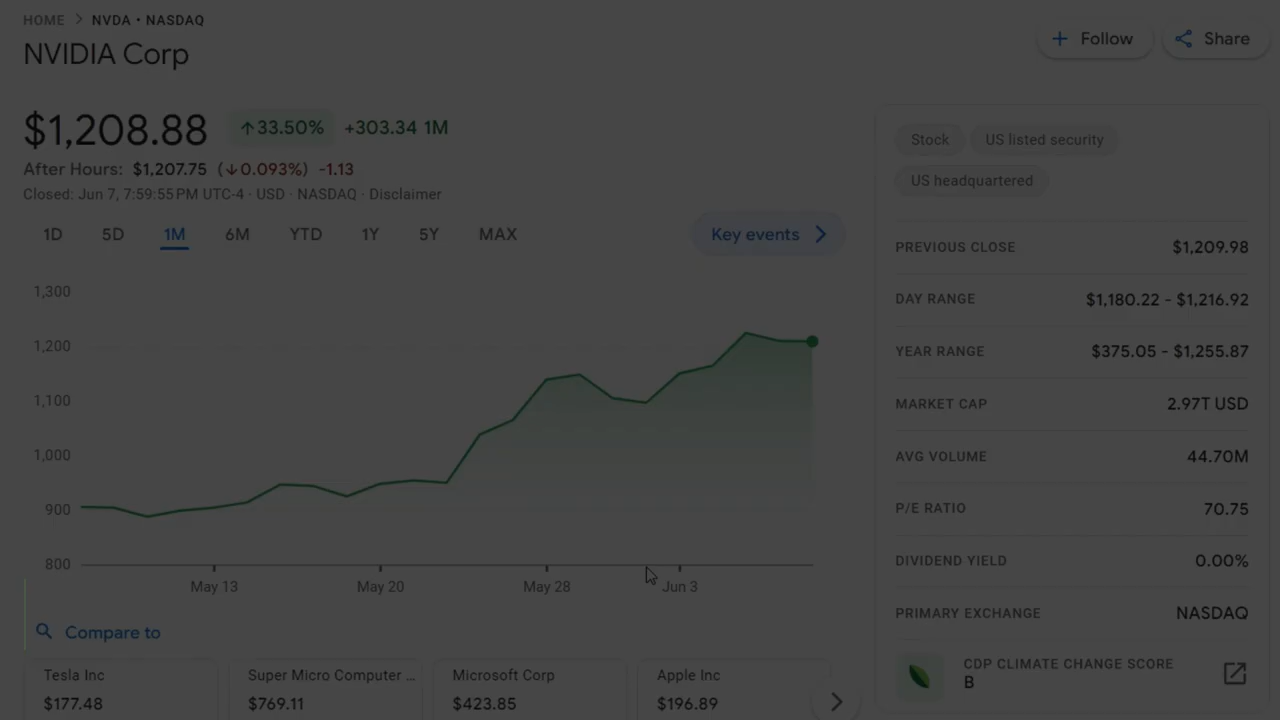 HOME > NVDA • NASDAQ
NVIDIA Corp
Follow
Share
$1,208.88 ↑33.50% +303.34 1M
After Hours: $1,207.75 (↓0.093%) -1.13
Closed: Jun 7, 7:59:55 PM UTC-4 · USD · NASDAQ · Disclaimer
1D 5D 1M 6M YTD 1Y 5Y MAX
Key events
1,300
1,200
1,100
1,000
900
800
May 13 May 20 May 28 Jun 3
Compare to
Tesla Inc
$177.48
Super Micro Computer ...
$769.11
Microsoft Corp
$423.85
Apple Inc
$196.89
Stock
US listed security
US headquartered
PREVIOUS CLOSE $1,209.98
DAY RANGE $1,180.22 - $1,216.92
YEAR RANGE $375.05 - $1,255.87
MARKET CAP 2.97T USD
AVG VOLUME 44.70M
P/E RATIO 70.75
DIVIDEND YIELD 0.00%
PRIMARY EXCHANGE NASDAQ
CDP CLIMATE CHANGE SCORE
B